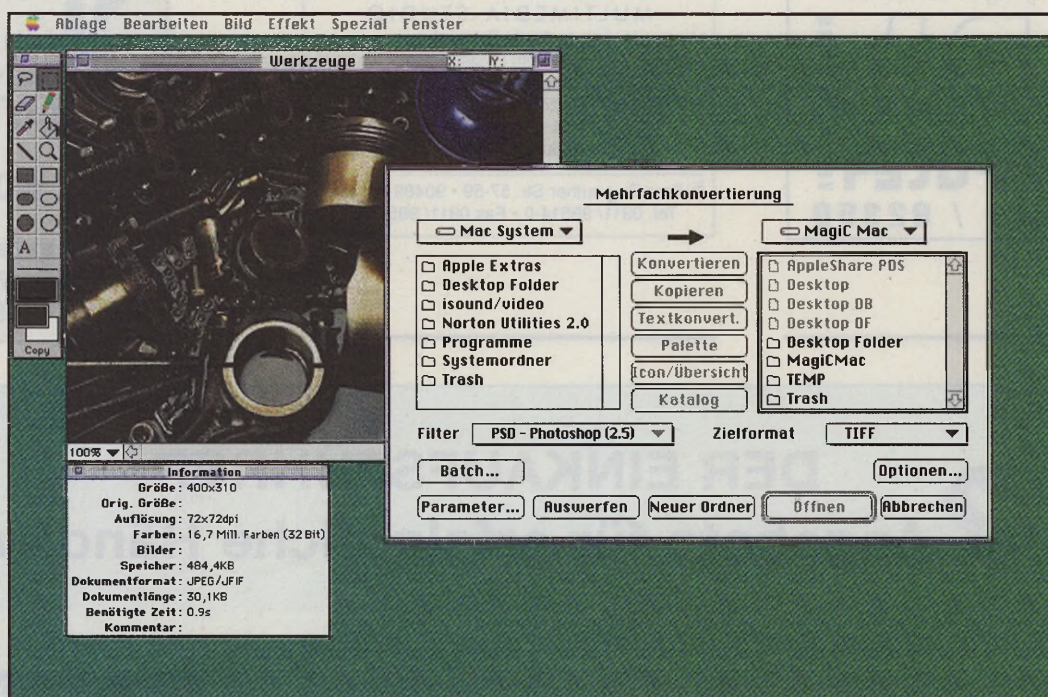 Ablage Bearbeiten Bild Effekt Spezial Fenster
Werkzeuge
X: Y:
A
Copy
100%
Information
Größe: 400x310
Orig. Größe:
Auflösung: 72x72dpi
Farben: 16,7 Mill. Farben (32 Bit)
Bilder:
Speicher: 484,4KB
Dokumentformat: JPEG/JFIF
Dokumentlänge: 30,1KB
Benötigte Zeit: 0.9s
Kommentar:
Mehrfachkonvertierung
Mac System
MagiC Mac
Apple Extras
Desktop Folder
isound/video
Norton Utilities 2.0
Programme
Systemordner
Trash
Konvertieren
Kopieren
Textkonvert.
Palette
Icon/Übersicht
Katalog
AppleShare PDS
Desktop
Desktop DB
Desktop DF
Desktop Folder
MagiCMac
TEMP
Trash
Filter PSD - Photoshop (2.5) Zielformat TIFF
Batch... Optionen...
Parameter... Auswerfen Neuer Ordner Öffnen Abbrechen